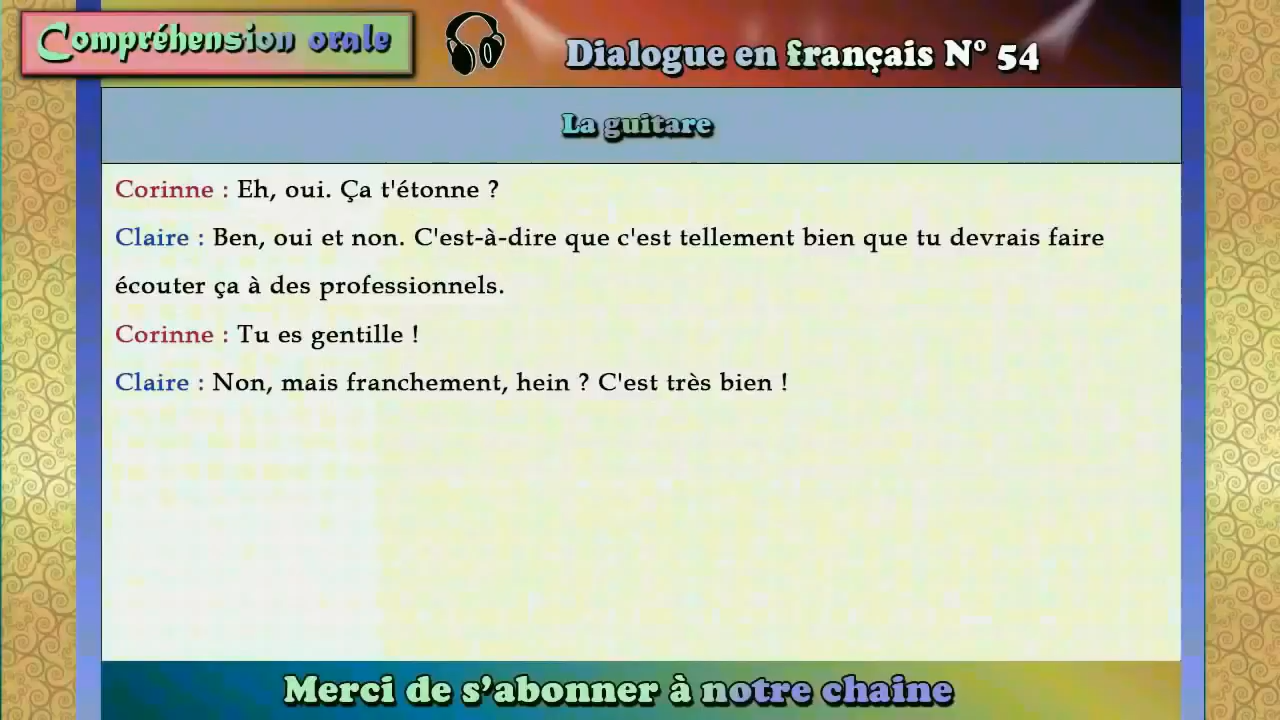 Compréhension orale
Dialogue en français Nº 54
La guitare
Corinne : Eh, oui. Ça t'étonne ?
Claire : Ben, oui et non. C'est-à-dire que c'est tellement bien que tu devrais faire
écouter ça à des professionnels.
Corinne : Tu es gentille !
Claire : Non, mais franchement, hein ? C'est très bien !
Merci de s’abonner à notre chaine